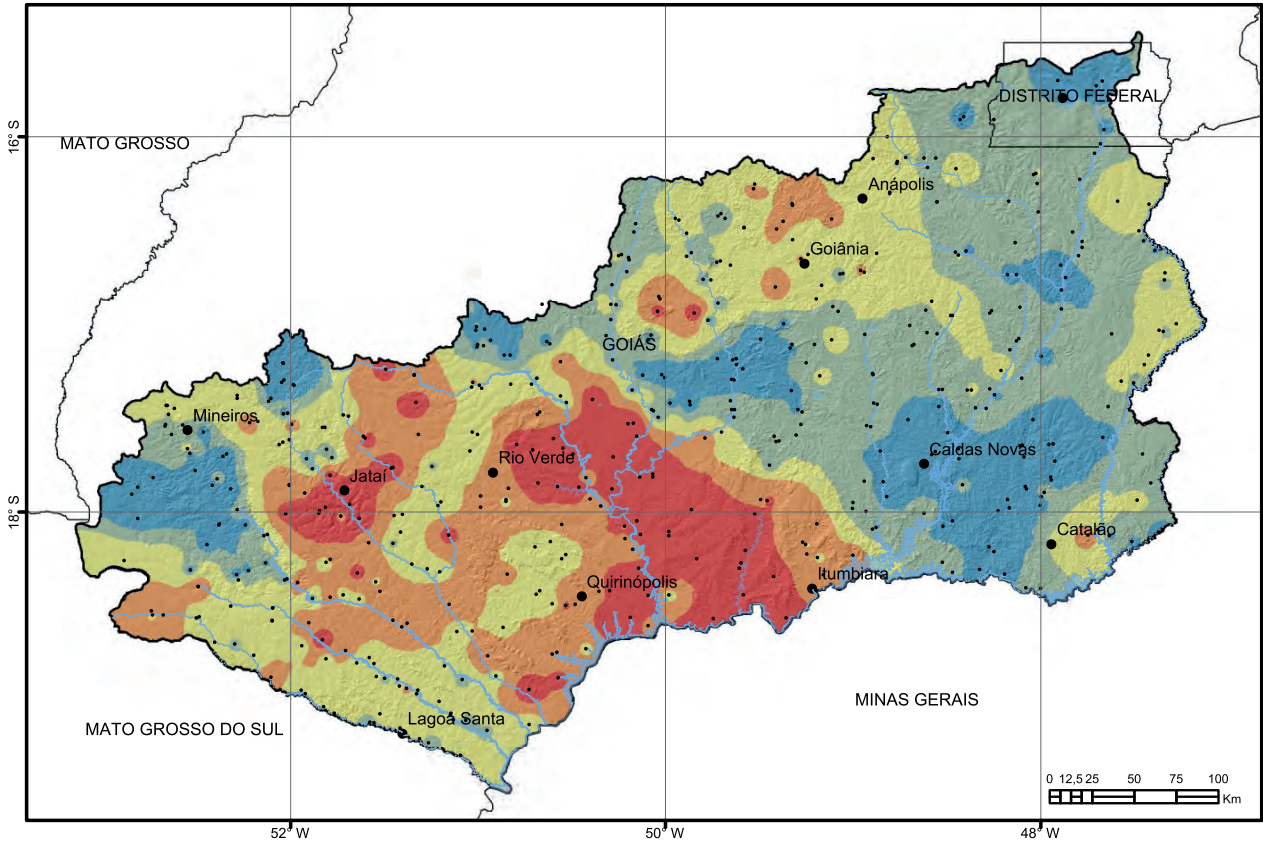 DISTRITO FEDERAL
16° S
MATO GROSSO
Anápolis
Goiânia
GOIÁS
Mineiros
Caldas Novas
Rio Verde
Jataí
18° S
Catalão
Itumbiara
Quirinópolis
MINAS GERAIS
Lagoa Santa
MATO GROSSO DO SUL
0 12,5 25 50 75 100
Km
52° W 50° W 48° W